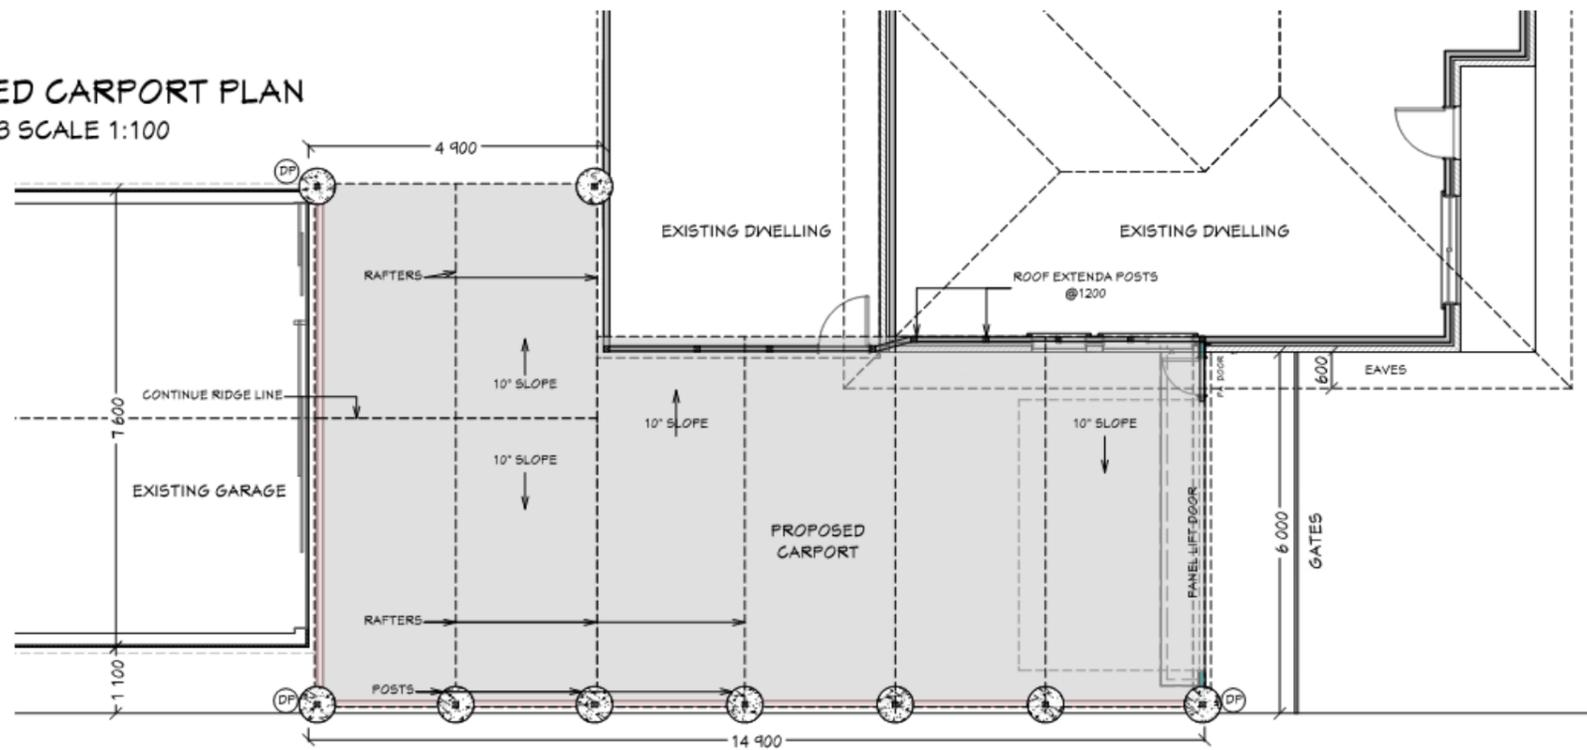 ED CARPORT PLAN
3 SCALE 1:100
4 900
DP
EXISTING DWELLING
EXISTING DWELLING
RAFTERS
ROOF EXTENDA POSTS
@1200
10° SLOPE
CONTINUE RIDGE LINE
7 600
10° SLOPE
10° SLOPE
10° SLOPE
PA DOOR
600
EAVES
EXISTING GARAGE
PROPOSED
CARPORT
PANEL LIFT DOOR
6 000
GATES
RAFTERS
1 100
POSTS
DP
DP
14 900